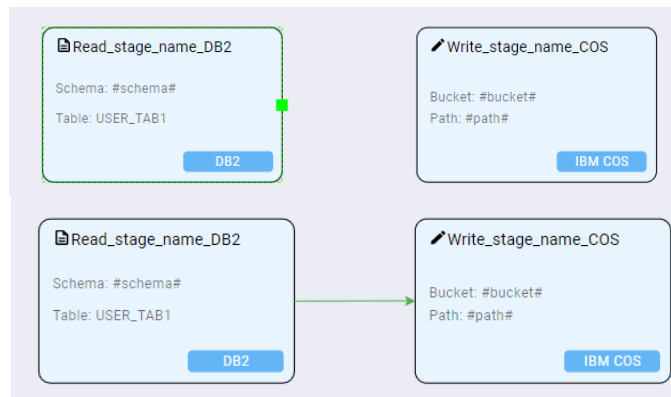 Read_stage_name_DB2
Schema: #schema#
Table: USER_TAB1
DB2
Write_stage_name_COS
Bucket: #bucket#
Path: #path#
IBM COS
Read_stage_name_DB2
Schema: #schema#
Table: USER_TAB1
DB2
Write_stage_name_COS
Bucket: #bucket#
Path: #path#
IBM COS